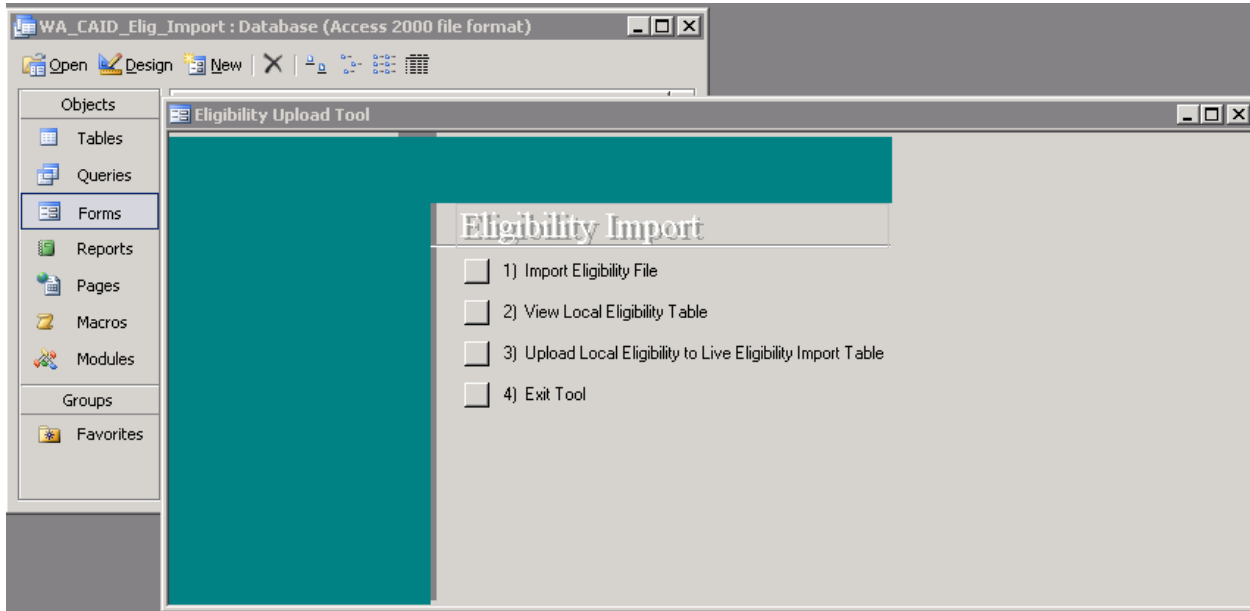 WA_CAID_Elig_Import : Database (Access 2000 file format)
Open Design New
Objects
Tables
Queries
Forms
Reports
Pages
Macros
Modules
Groups
Favorites
Eligibility Upload Tool
Eligibility Import
1) Import Eligibility File
2) View Local Eligibility Table
3) Upload Local Eligibility to Live Eligibility Import Table
4) Exit Tool